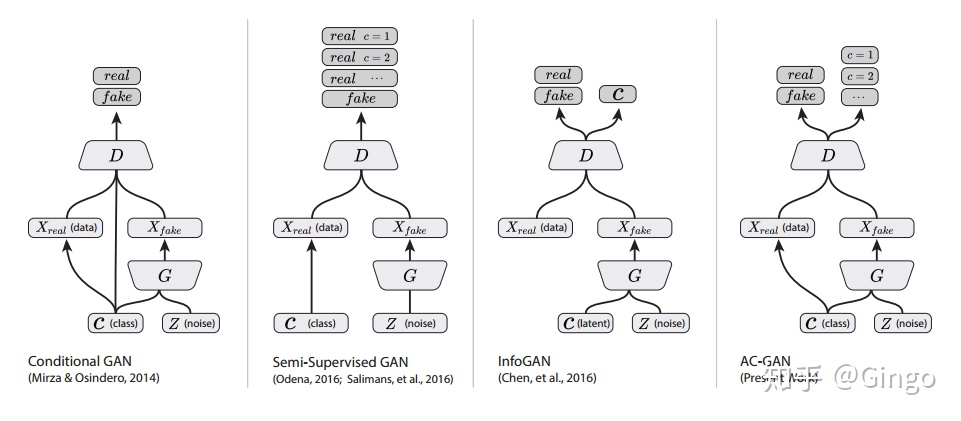 real
fake
D
X_real (data)
X_fake
G
C (class)
Z (noise)
Conditional GAN
(Mirza & Osindero, 2014)
real c = 1
real c = 2
real ...
fake
D
X_real (data)
X_fake
G
C (class)
Z (noise)
Semi-Supervised GAN
(Odena, 2016; Salimans, et al., 2016)
real
fake
C
D
X_real (data)
X_fake
G
C (latent)
Z (noise)
InfoGAN
(Chen, et al., 2016)
real
fake
c = 1
c = 2
...
D
X_real (data)
X_fake
G
C (class)
Z (noise)
AC-GAN
(Present Work)
知乎 @Gingo